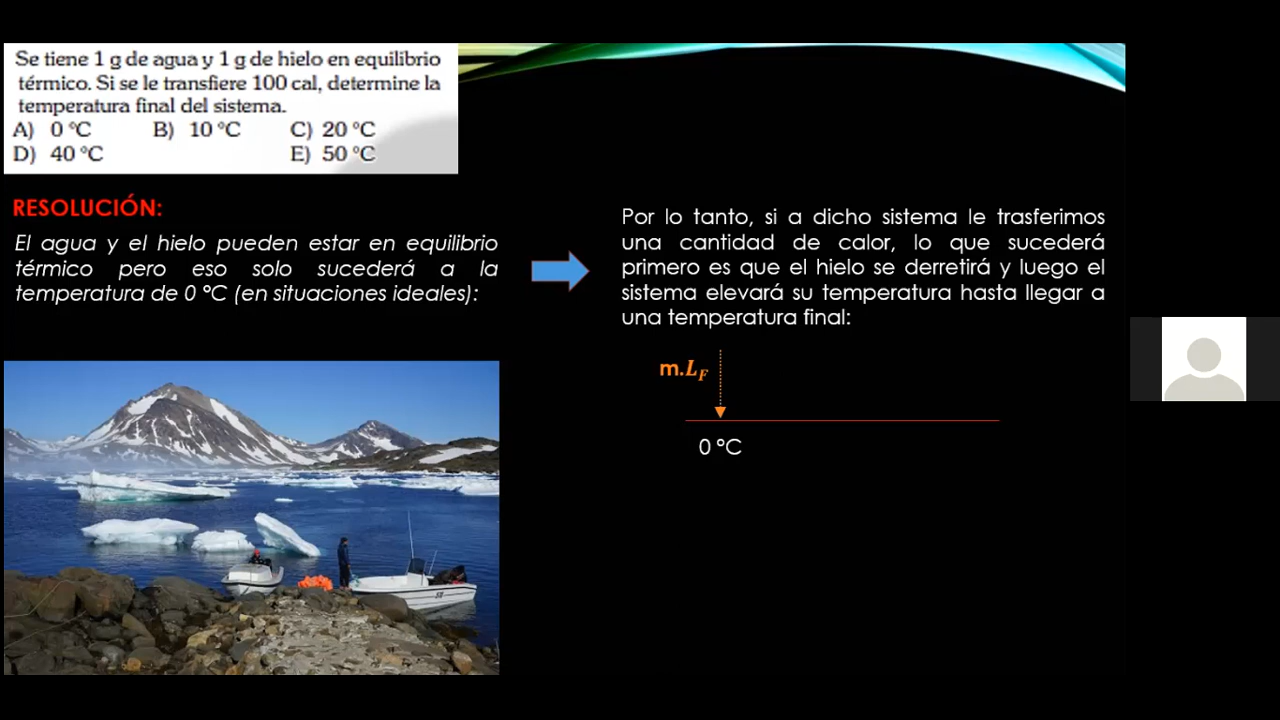 Se tiene 1 g de agua y 1 g de hielo en equilibrio
térmico. Si se le transfiere 100 cal, determine la
temperatura final del sistema.
A) 0 °C B) 10 °C C) 20 °C
D) 40 °C E) 50 °C
RESOLUCIÓN:
El agua y el hielo pueden estar en equilibrio
térmico pero eso solo sucederá a la
temperatura de 0 °C (en situaciones ideales):
Por lo tanto, si a dicho sistema le trasferimos
una cantidad de calor, lo que sucederá
primero es que el hielo se derretirá y luego el
sistema elevará su temperatura hasta llegar a
una temperatura final:
m.L_F
0 °C